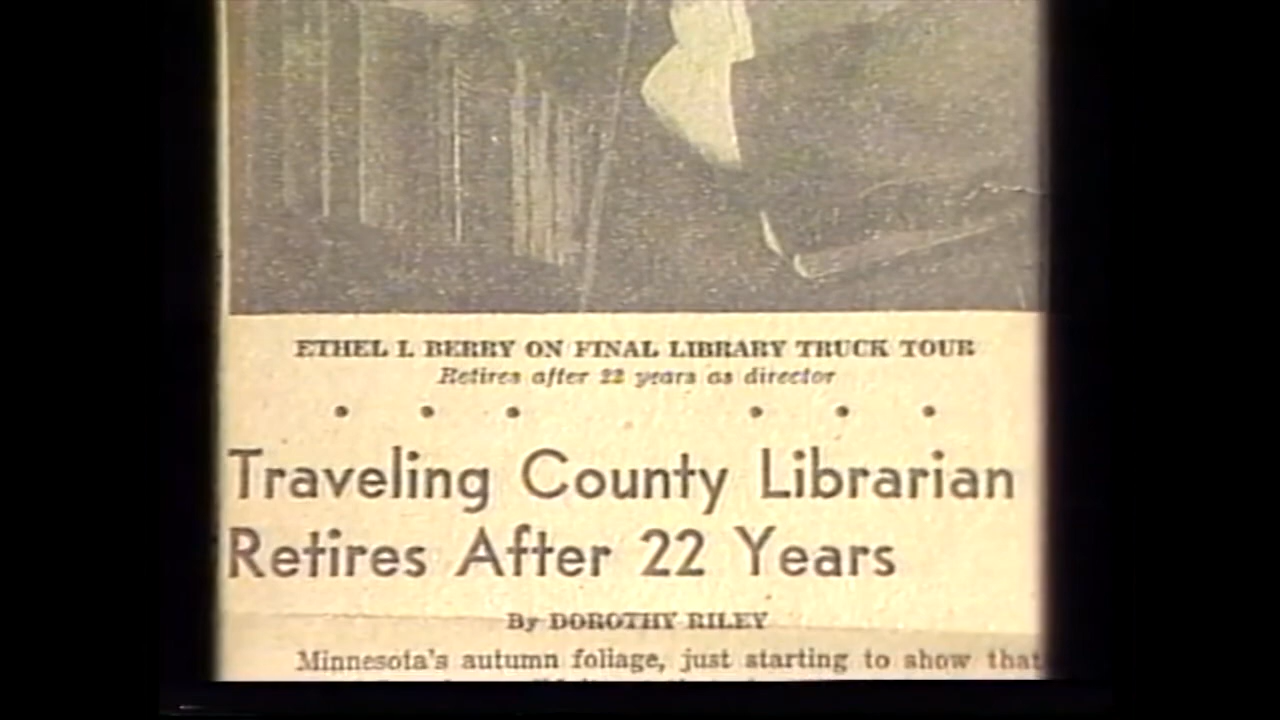 ETHEL I. BERRY ON FINAL LIBRARY TRUCK TOUR
Retires after 22 years as director
Traveling County Librarian
Retires After 22 Years
By DOROTHY RILEY
Minnesota's autumn foliage, just starting to show that